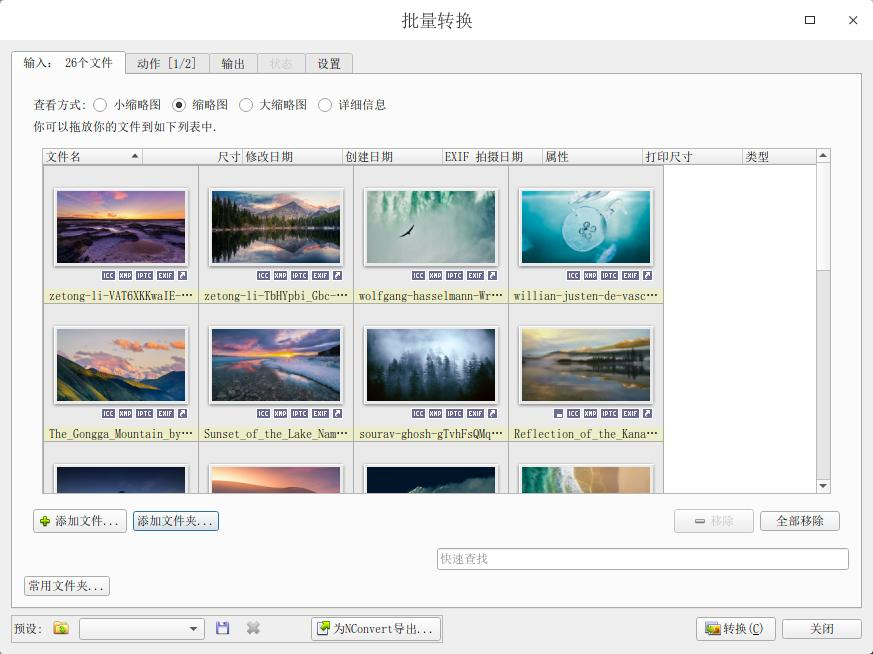 批量转换
输入： 26个文件 动作 [1/2] 输出 状态 设置
查看方式: 小缩略图 缩略图 大缩略图 详细信息
你可以拖放你的文件到如下列表中.
文件名 尺寸 修改日期 创建日期 EXIF 拍摄日期 属性 打印尺寸 类型
ICC XMP IPTC EXIF ICC XMP IPTC EXIF ICC XMP IPTC EXIF ICC XMP IPTC EXIF
zetong-li-VAT6XKKwaIE-… zetong-li-TbHYpbi_Gbc-… wolfgang-hasselmann-Wr… willian-justen-de-vasc…
ICC XMP IPTC EXIF ICC XMP IPTC EXIF ICC XMP IPTC EXIF ICC XMP IPTC EXIF
The_Gongga_Mountain_by… Sunset_of_the_Lake_Nam… sourav-ghosh-gTvhFsQMq… Reflection_of_the_Kana…
添加文件... 添加文件夹... 移除 全部移除
快速查找
常用文件夹...
预设: 为NConvert导出... 转换(C) 关闭